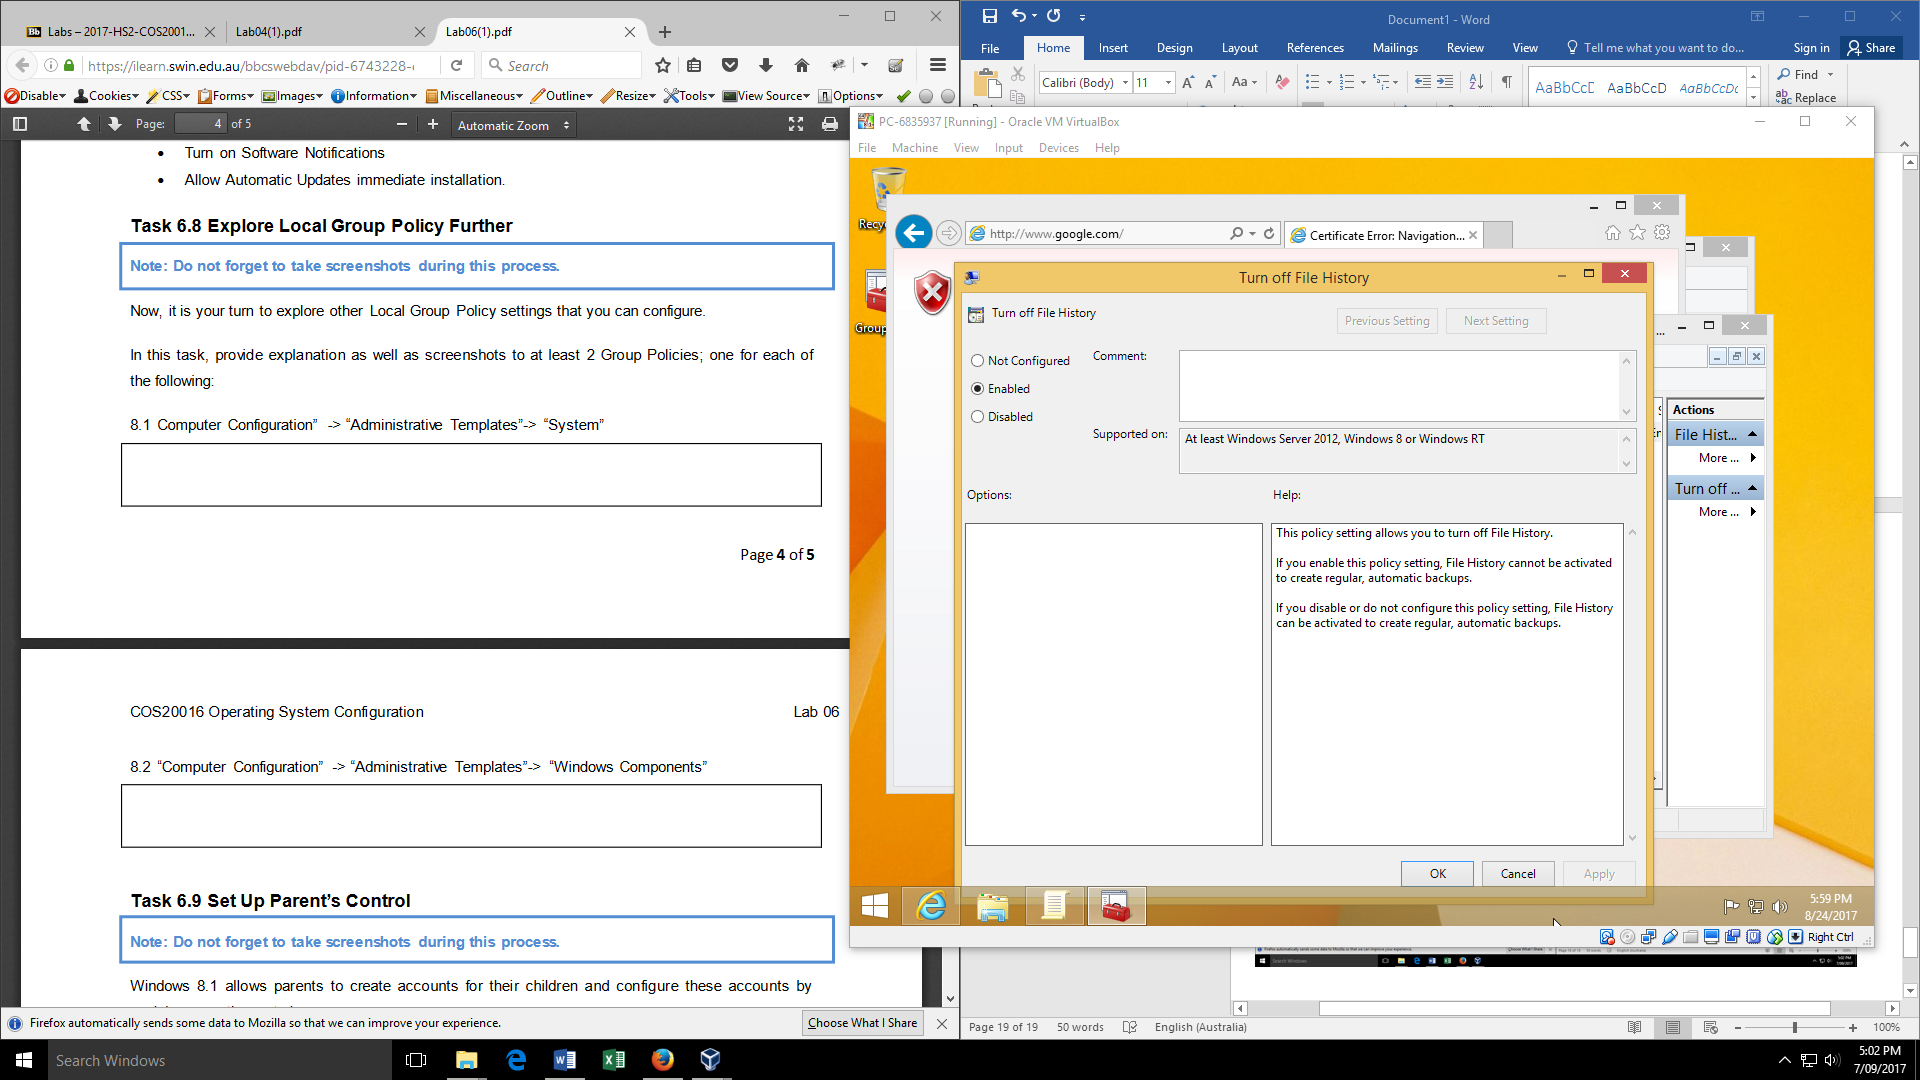 Labs – 2017-HS2-COS2001...
Lab04(1).pdf
Lab06(1).pdf
https://ilearn.swin.edu.au/bbcswebdav/pid-6743228-
Search
Disable
Cookies
CSS
Forms
Images
Information
Miscellaneous
Outline
Resize
Tools
View Source
Options
Page: 4 of 5
Automatic Zoom
• Turn on Software Notifications
• Allow Automatic Updates immediate installation.
Task 6.8 Explore Local Group Policy Further
Note: Do not forget to take screenshots during this process.
Now, it is your turn to explore other Local Group Policy settings that you can configure.
In this task, provide explanation as well as screenshots to at least 2 Group Policies; one for each of
the following:
8.1 Computer Configuration” -> “Administrative Templates”-> “System”
Page 4 of 5
COS20016 Operating System Configuration
Lab 06
8.2 “Computer Configuration” -> “Administrative Templates”-> “Windows Components”
Task 6.9 Set Up Parent’s Control
Note: Do not forget to take screenshots during this process.
Windows 8.1 allows parents to create accounts for their children and configure these accounts by
Firefox automatically sends some data to Mozilla so that we can improve your experience.
Choose What I Share
Document1 - Word
File
Home
Insert
Design
Layout
References
Mailings
Review
View
Tell me what you want to do...
Sign in
Share
Calibri (Body)
11
Aa
AaBbCcDc
AaBbCcD
AaBbCcDc
Find
Replace
PC-6835937 [Running] - Oracle VM VirtualBox
File
Machine
View
Input
Devices
Help
Recy
Group
http://www.google.com/
Certificate Error: Navigation...
Turn off File History
Turn off File History
Previous Setting
Next Setting
Not Configured
Enabled
Disabled
Comment:
Supported on:
At least Windows Server 2012, Windows 8 or Windows RT
Options:
Help:
This policy setting allows you to turn off File History.
If you enable this policy setting, File History cannot be activated
to create regular, automatic backups.
If you disable or do not configure this policy setting, File History
can be activated to create regular, automatic backups.
OK
Cancel
Apply
Actions
File Hist...
More ...
Turn off ...
More ...
5:59 PM
8/24/2017
Right Ctrl
Page 19 of 19
50 words
English (Australia)
100%
Search Windows
5:02 PM
7/09/2017